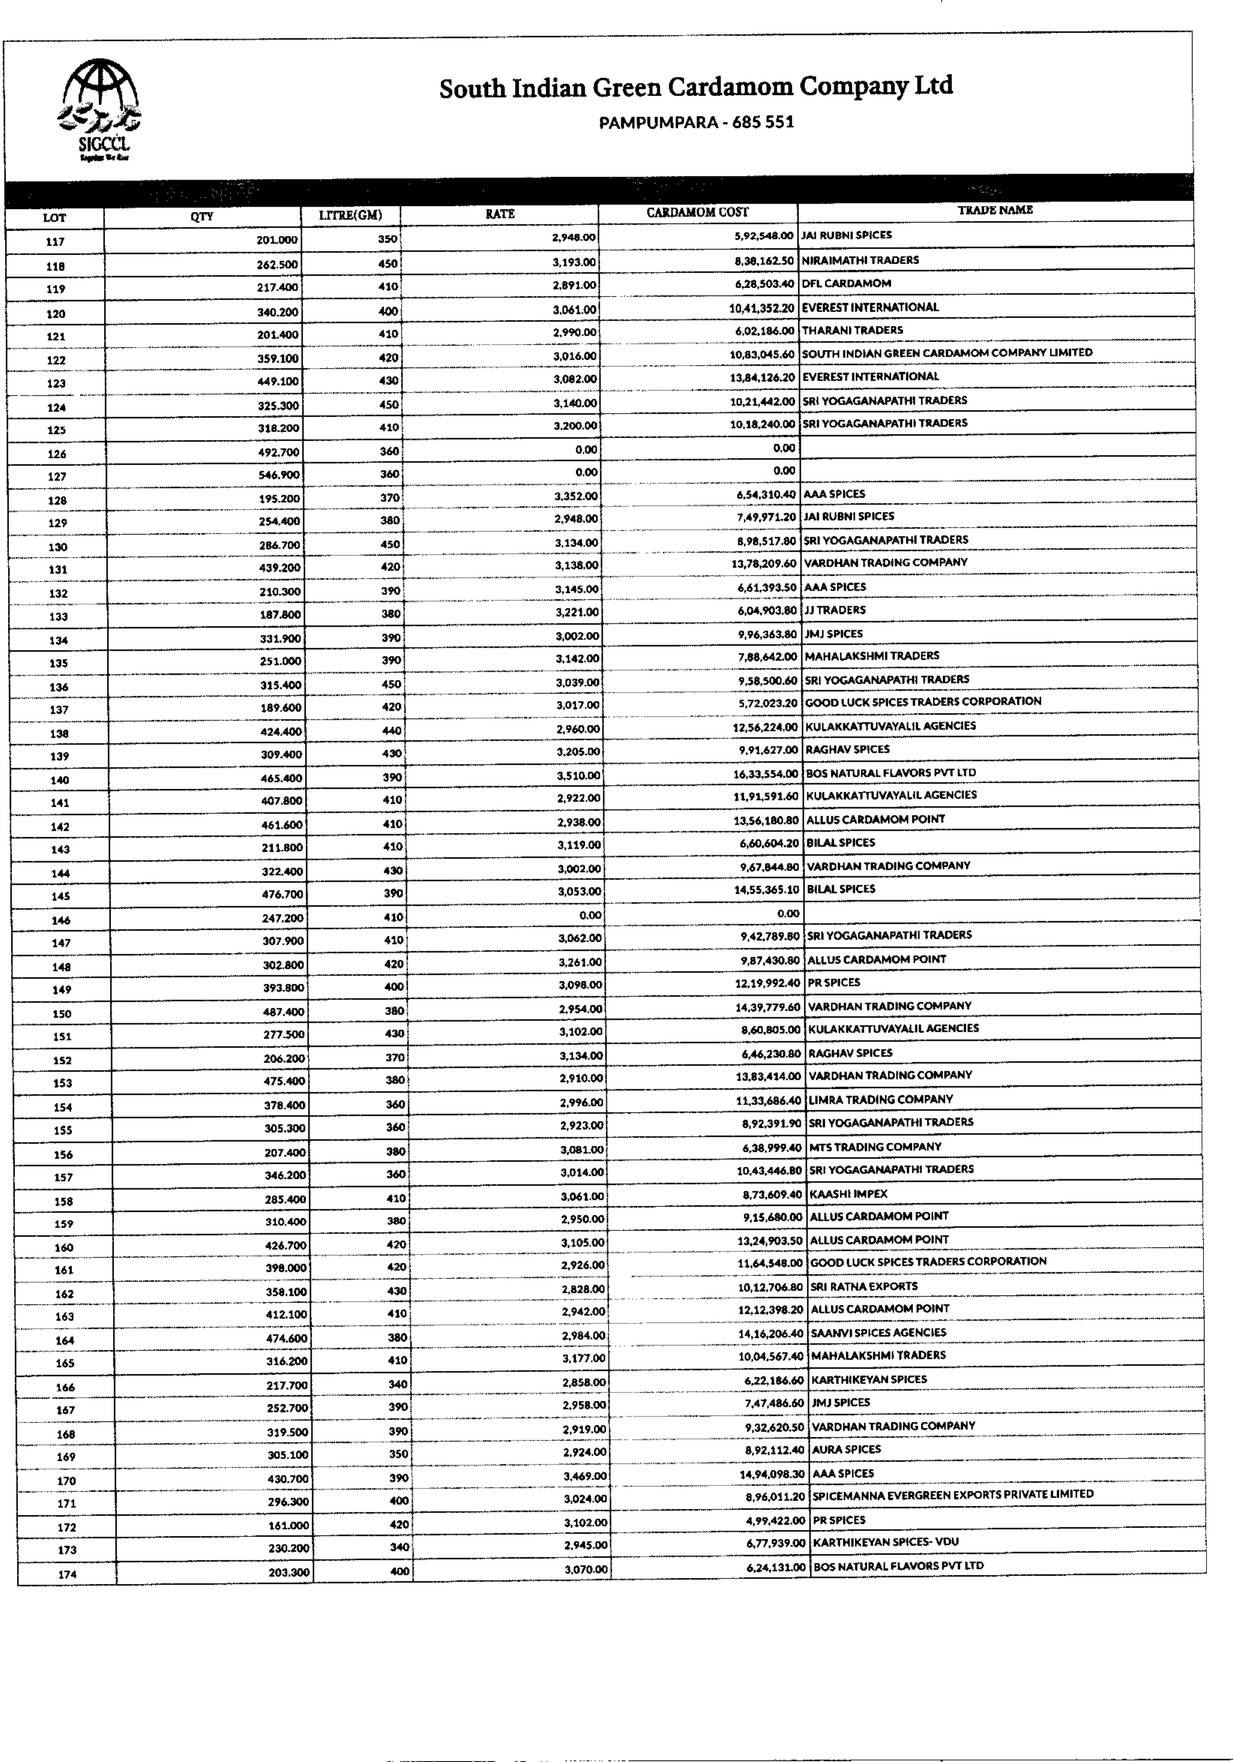 SIGCCL
Together We Rise
South Indian Green Cardamom Company Ltd
PAMPUMPARA - 685 551
LOT QTY LITRE(GM) RATE CARDAMOM COST TRADE NAME
117 201.000 350 2,948.00 5,92,548.00 JAI RUBNI SPICES
118 262.500 450 3,193.00 8,38,162.50 NIRAIMATHI TRADERS
119 217.400 410 2,891.00 6,28,503.40 DFL CARDAMOM
120 340.200 400 3,061.00 10,41,352.20 EVEREST INTERNATIONAL
121 201.400 410 2,990.00 6,02,186.00 THARANI TRADERS
122 359.100 420 3,016.00 10,83,045.60 SOUTH INDIAN GREEN CARDAMOM COMPANY LIMITED
123 449.100 430 3,082.00 13,84,126.20 EVEREST INTERNATIONAL
124 325.300 450 3,140.00 10,21,442.00 SRI YOGAGANAPATHI TRADERS
125 318.200 410 3,200.00 10,18,240.00 SRI YOGAGANAPATHI TRADERS
126 492.700 360 0.00 0.00
127 546.900 360 0.00 0.00
128 195.200 370 3,352.00 6,54,310.40 AAA SPICES
129 254.400 380 2,948.00 7,49,971.20 JAI RUBNI SPICES
130 286.700 450 3,134.00 8,98,517.80 SRI YOGAGANAPATHI TRADERS
131 439.200 420 3,138.00 13,78,209.60 VARDHAN TRADING COMPANY
132 210.300 390 3,145.00 6,61,393.50 AAA SPICES
133 187.800 380 3,221.00 6,04,903.80 JJ TRADERS
134 331.900 390 3,002.00 9,96,363.80 JMJ SPICES
135 251.000 390 3,142.00 7,88,642.00 MAHALAKSHMI TRADERS
136 315.400 450 3,039.00 9,58,500.60 SRI YOGAGANAPATHI TRADERS
137 189.600 420 3,017.00 5,72,023.20 GOOD LUCK SPICES TRADERS CORPORATION
138 424.400 440 2,960.00 12,56,224.00 KULAKKATTUVAYALIL AGENCIES
139 309.400 430 3,205.00 9,91,627.00 RAGHAV SPICES
140 465.400 390 3,510.00 16,33,554.00 BOS NATURAL FLAVORS PVT LTD
141 407.800 410 2,922.00 11,91,591.60 KULAKKATTUVAYALIL AGENCIES
142 461.600 410 2,938.00 13,56,180.80 ALLUS CARDAMOM POINT
143 211.800 410 3,119.00 6,60,604.20 BILAL SPICES
144 322.400 430 3,002.00 9,67,844.80 VARDHAN TRADING COMPANY
145 476.700 390 3,053.00 14,55,365.10 BILAL SPICES
146 247.200 410 0.00 0.00
147 307.900 410 3,062.00 9,42,789.80 SRI YOGAGANAPATHI TRADERS
148 302.800 420 3,261.00 9,87,430.80 ALLUS CARDAMOM POINT
149 393.800 400 3,098.00 12,19,992.40 PR SPICES
150 487.400 380 2,954.00 14,39,779.60 VARDHAN TRADING COMPANY
151 277.500 430 3,102.00 8,60,805.00 KULAKKATTUVAYALIL AGENCIES
152 206.200 370 3,134.00 6,46,230.80 RAGHAV SPICES
153 475.400 380 2,910.00 13,83,414.00 VARDHAN TRADING COMPANY
154 378.400 360 2,996.00 11,33,686.40 LIMRA TRADING COMPANY
155 305.300 360 2,923.00 8,92,391.90 SRI YOGAGANAPATHI TRADERS
156 207.400 380 3,081.00 6,38,999.40 MTS TRADING COMPANY
157 346.200 360 3,014.00 10,43,446.80 SRI YOGAGANAPATHI TRADERS
158 285.400 410 3,061.00 8,73,609.40 KAASHI IMPEX
159 310.400 380 2,950.00 9,15,680.00 ALLUS CARDAMOM POINT
160 426.700 420 3,105.00 13,24,903.50 ALLUS CARDAMOM POINT
161 398.000 420 2,926.00 11,64,548.00 GOOD LUCK SPICES TRADERS CORPORATION
162 358.100 430 2,828.00 10,12,706.80 SRI RATNA EXPORTS
163 412.100 410 2,942.00 12,12,398.20 ALLUS CARDAMOM POINT
164 474.600 380 2,984.00 14,16,206.40 SAANVI SPICES AGENCIES
165 316.200 410 3,177.00 10,04,567.40 MAHALAKSHMI TRADERS
166 217.700 340 2,858.00 6,22,186.60 KARTHIKEYAN SPICES
167 252.700 390 2,958.00 7,47,486.60 JMJ SPICES
168 319.500 390 2,919.00 9,32,620.50 VARDHAN TRADING COMPANY
169 305.100 350 2,924.00 8,92,112.40 AURA SPICES
170 430.700 390 3,469.00 14,94,098.30 AAA SPICES
171 296.300 400 3,024.00 8,96,011.20 SPICEMANNA EVERGREEN EXPORTS PRIVATE LIMITED
172 161.000 420 3,102.00 4,99,422.00 PR SPICES
173 230.200 340 2,945.00 6,77,939.00 KARTHIKEYAN SPICES- VDU
174 203.300 400 3,070.00 6,24,131.00 BOS NATURAL FLAVORS PVT LTD